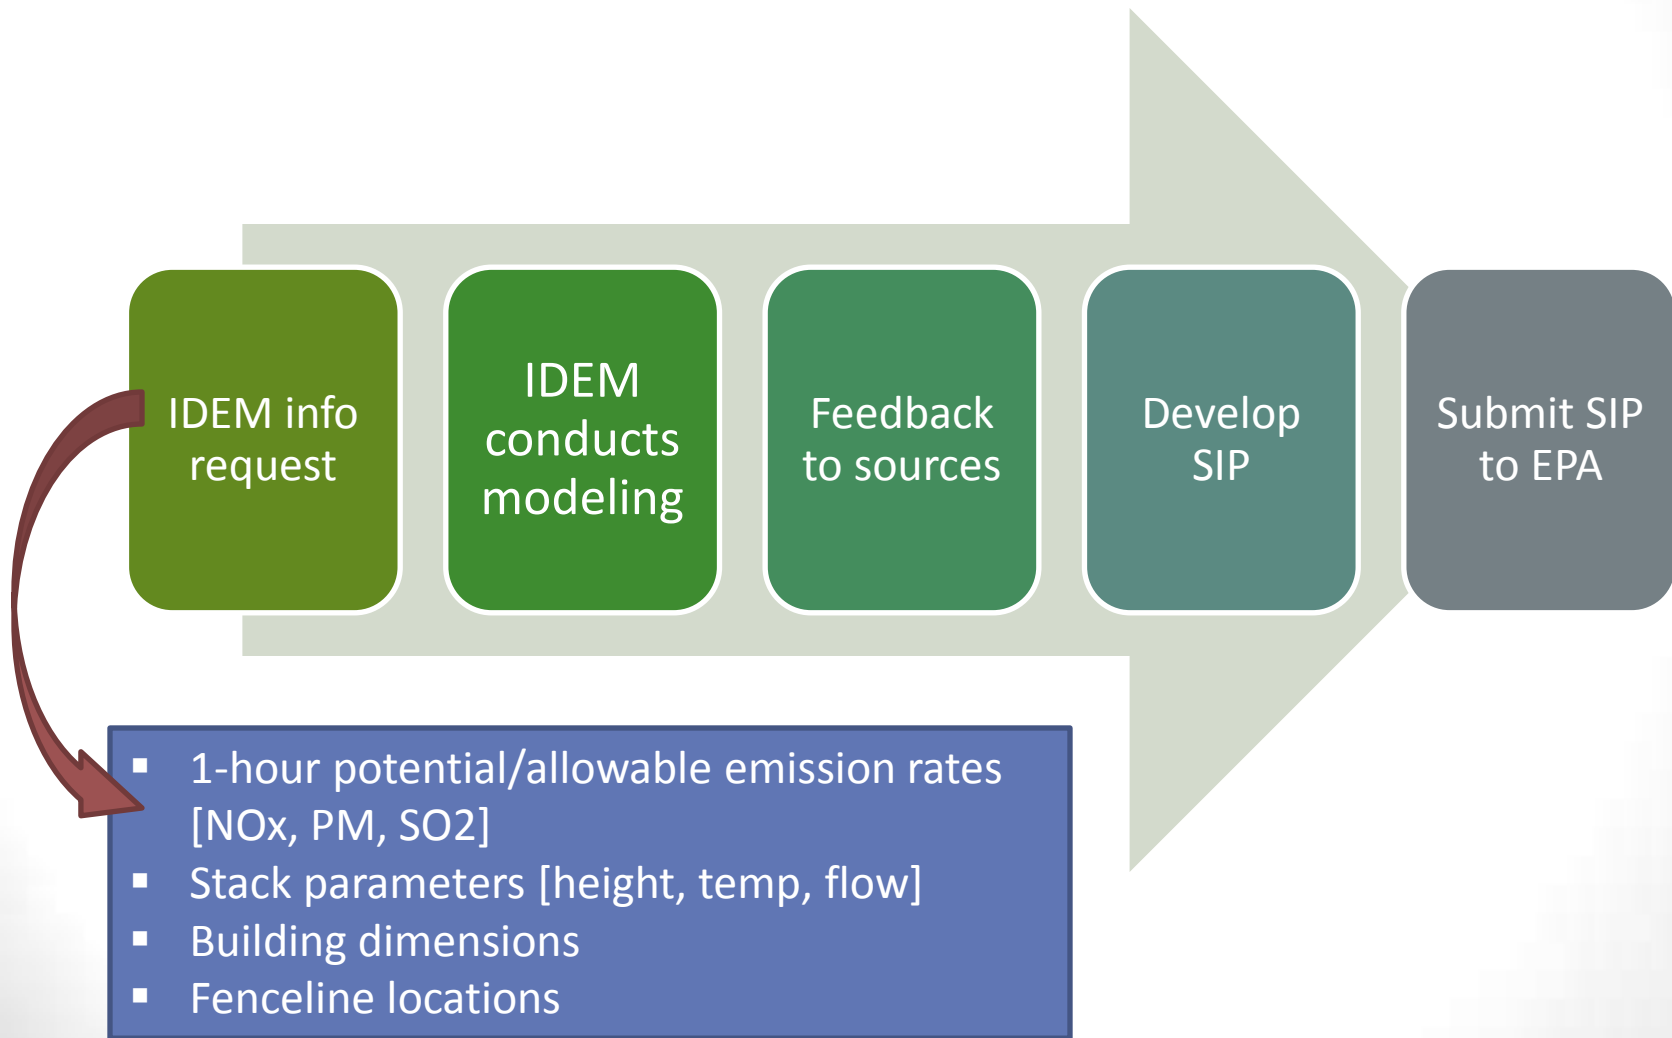 IDEM info
request
IDEM
conducts
modeling
Feedback
to sources
Develop
SIP
Submit SIP
to EPA
▪ 1-hour potential/allowable emission rates
[NOx, PM, SO2]
▪ Stack parameters [height, temp, flow]
▪ Building dimensions
▪ Fenceline locations